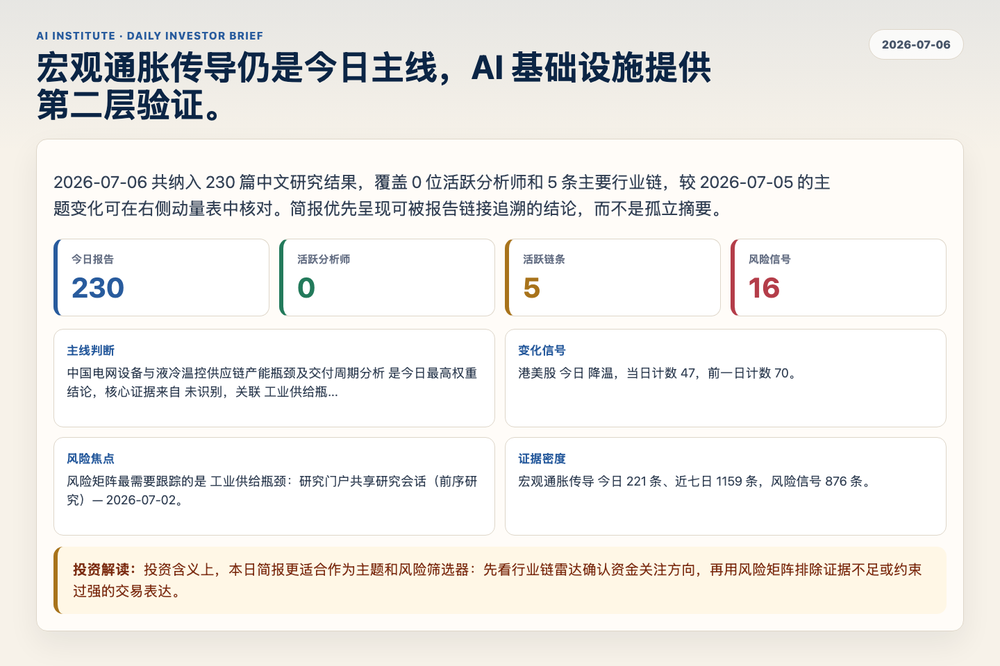 AI INSTITUTE · DAILY INVESTOR BRIEF
2026-07-06
宏观通胀传导仍是今日主线，AI 基础设施提供
第二层验证。
2026-07-06 共纳入 230 篇中文研究结果，覆盖 0 位活跃分析师和 5 条主要行业链，较 2026-07-05 的主
题变化可在右侧动量表中核对。简报优先呈现可被报告链接追溯的结论，而不是孤立摘要。
今日报告
230
活跃分析师
0
活跃链条
5
风险信号
16
主线判断
中国电网设备与液冷温控供应链产能瓶颈及交付周期分析 是今日最高权重
结论，核心证据来自 未识别，关联 工业供给瓶...
变化信号
港美股 今日 降温，当日计数 47，前一日计数 70。
风险焦点
风险矩阵最需要跟踪的是 工业供给瓶颈：研究门户共享研究会话（前序研
究）— 2026-07-02。
证据密度
宏观通胀传导 今日 221 条、近七日 1159 条，风险信号 876 条。
投资解读：投资含义上，本日简报更适合作为主题和风险筛选器：先看行业链雷达确认资金关注方向，再用风险矩阵排除证据不足或约束
过强的交易表达。